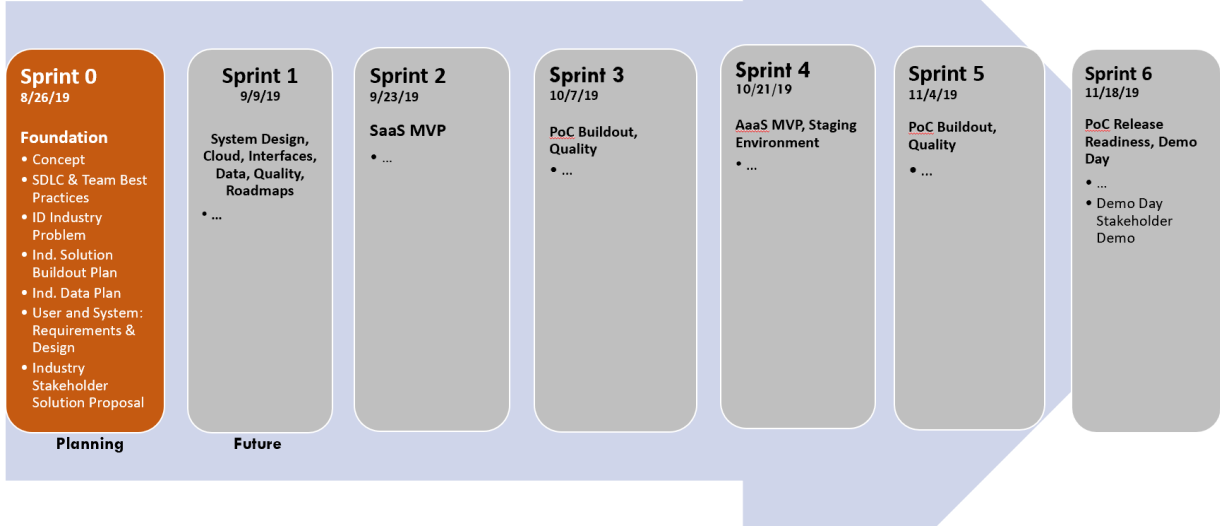 Sprint 0
8/26/19
Foundation
• Concept
• SDLC & Team Best
Practices
• ID Industry
Problem
• Ind. Solution
Buildout Plan
• Ind. Data Plan
• User and System:
Requirements &
Design
• Industry
Stakeholder
Solution Proposal
Planning
Sprint 1
9/9/19
System Design,
Cloud, Interfaces,
Data, Quality,
Roadmaps
• ...
Future
Sprint 2
9/23/19
SaaS MVP
• ...
Sprint 3
10/7/19
PoC Buildout,
Quality
• ...
Sprint 4
10/21/19
AaaS MVP, Staging
Environment
• ...
Sprint 5
11/4/19
PoC Buildout,
Quality
• ...
Sprint 6
11/18/19
PoC Release
Readiness, Demo
Day
• ...
• Demo Day
Stakeholder
Demo